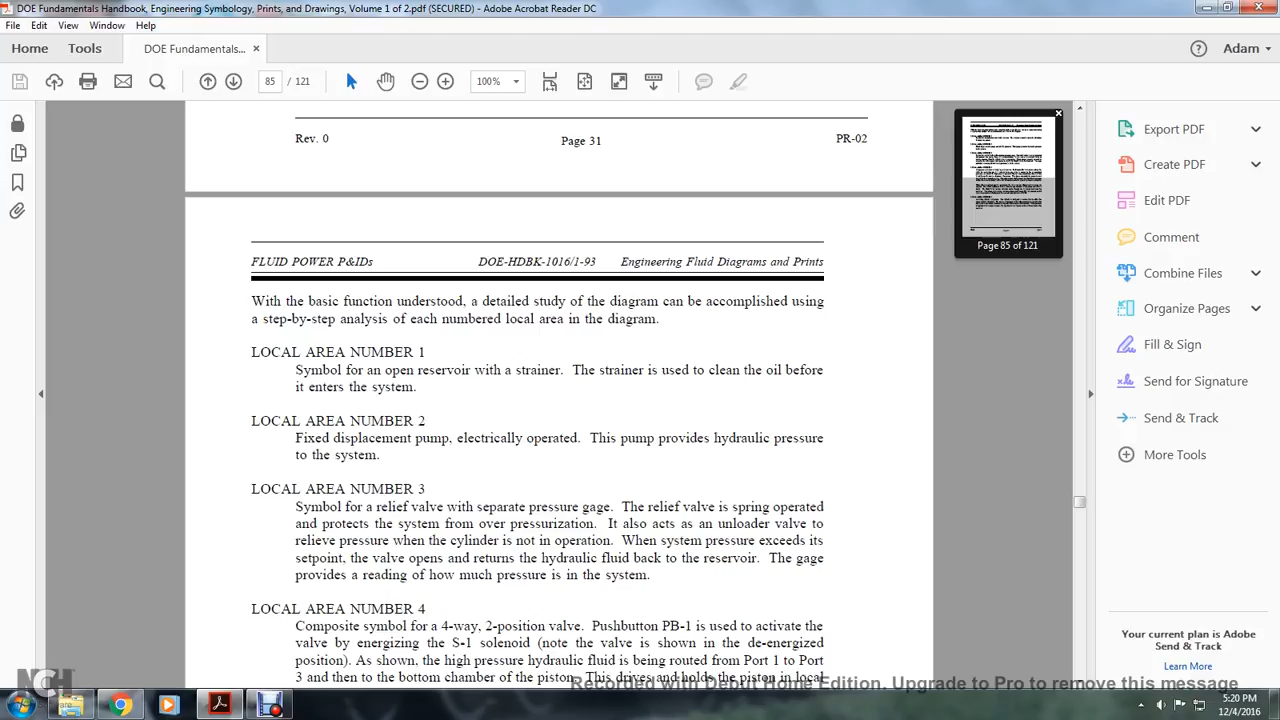 DOE Fundamentals Handbook, Engineering Symbology, Prints, and Drawings, Volume 1 of 2.pdf (SECURED) - Adobe Acrobat Reader DC
File Edit View Window Help
Home Tools DOE Fundamentals... × Adam
85 / 121 100%
Rev. 0 Page 31 PR-02
FLUID POWER P&IDs DOE-HDBK-1016/1-93 Engineering Fluid Diagrams and Prints
With the basic function understood, a detailed study of the diagram can be accomplished using
a step-by-step analysis of each numbered local area in the diagram.
LOCAL AREA NUMBER 1
Symbol for an open reservoir with a strainer. The strainer is used to clean the oil before
it enters the system.
LOCAL AREA NUMBER 2
Fixed displacement pump, electrically operated. This pump provides hydraulic pressure
to the system.
LOCAL AREA NUMBER 3
Symbol for a relief valve with separate pressure gage. The relief valve is spring operated
and protects the system from over pressurization. It also acts as an unloader valve to
relieve pressure when the cylinder is not in operation. When system pressure exceeds its
setpoint, the valve opens and returns the hydraulic fluid back to the reservoir. The gage
provides a reading of how much pressure is in the system.
LOCAL AREA NUMBER 4
Composite symbol for a 4-way, 2-position valve. Pushbutton PB-1 is used to activate the
valve by energizing the S-1 solenoid (note the valve is shown in the de-energized
position). As shown, the high pressure hydraulic fluid is being routed from Port 1 to Port
3 and then to the bottom chamber of the piston. This drives and holds the piston in local
Page 85 of 121
Export PDF
Create PDF
Edit PDF
Comment
Combine Files
Organize Pages
Fill & Sign
Send for Signature
Send & Track
More Tools
Your current plan is Adobe
Send & Track
Learn More
NCH
Recorded with Debut Home Edition. Upgrade to Pro to remove this message
5:20 PM
12/4/2016